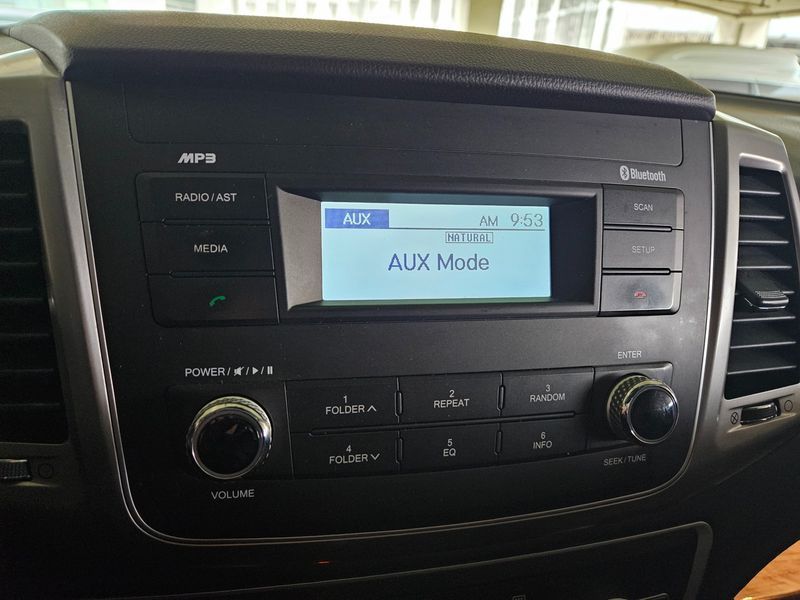 MP3
Bluetooth
RADIO / AST
MEDIA
AUX AM 9:53
NATURAL
AUX Mode
SCAN
SETUP
POWER /
ENTER
1
FOLDER
2
REPEAT
3
RANDOM
4
FOLDER
5
EQ
6
INFO
VOLUME
SEEK / TUNE